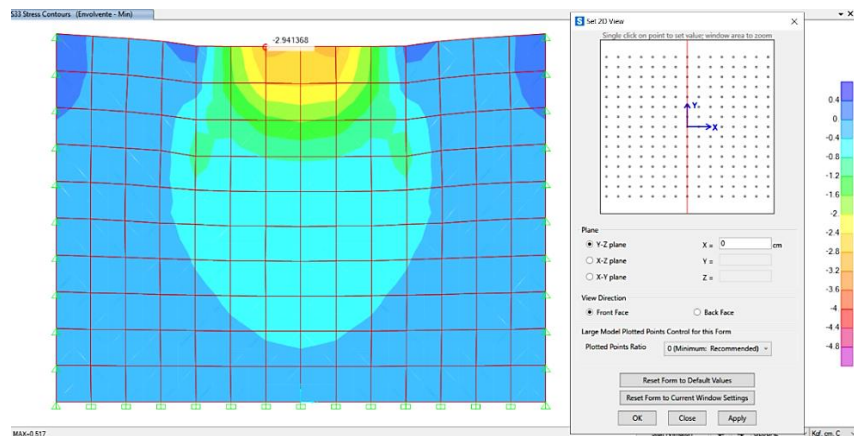 S33 Stress Contours (Envolvente - Min)
-2.941368
MAX=0.517
Set 2D View
Single click on point to set value; window area to zoom
Y
X
Plane
Y-Z plane X = 0 cm
X-Z plane Y =
X-Y plane Z =
View Direction
Front Face Back Face
Large Model Plotted Points Control for this Form
Plotted Points Ratio 0 (Minimum: Recommended)
Reset Form to Default Values
Reset Form to Current Window Settings
OK Close Apply
0.4
0
-0.4
-0.8
-1.2
-1.6
-2
-2.4
-2.8
-3.2
-3.6
-4
-4.4
-4.8
Kgf, cm, C